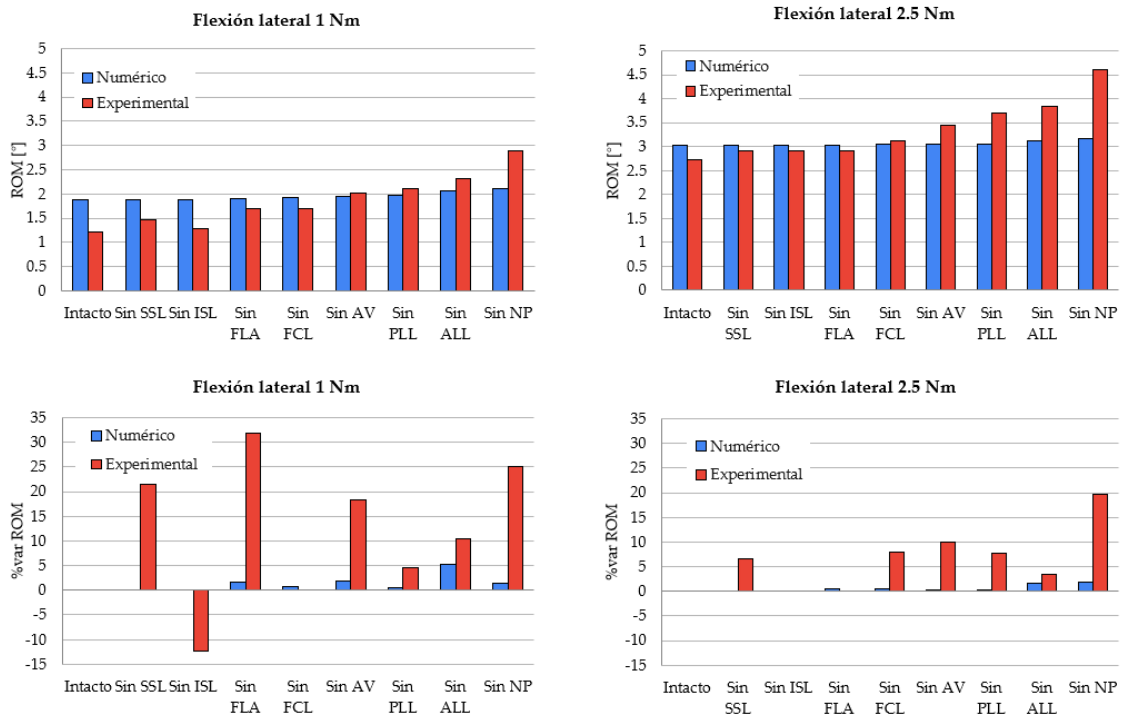 Flexión lateral 1 Nm
5
4.5
4
3.5
3
2.5
2
1.5
1
0.5
0
ROM [°]
Numérico
Experimental
Intacto Sin SSL Sin ISL Sin FLA Sin FCL Sin AV Sin PLL Sin ALL Sin NP
Flexión lateral 2.5 Nm
5
4.5
4
3.5
3
2.5
2
1.5
1
0.5
0
ROM [°]
Numérico
Experimental
Intacto Sin SSL Sin ISL Sin FLA Sin FCL Sin AV Sin PLL Sin ALL Sin NP
Flexión lateral 1 Nm
35
30
25
20
15
10
5
0
-5
-10
-15
%var ROM
Numérico
Experimental
Intacto Sin SSL Sin ISL Sin FLA Sin FCL Sin AV Sin PLL Sin ALL Sin NP
Flexión lateral 2.5 Nm
35
30
25
20
15
10
5
0
-5
-10
-15
%var ROM
Numérico
Experimental
Intacto Sin SSL Sin ISL Sin FLA Sin FCL Sin AV Sin PLL Sin ALL Sin NP